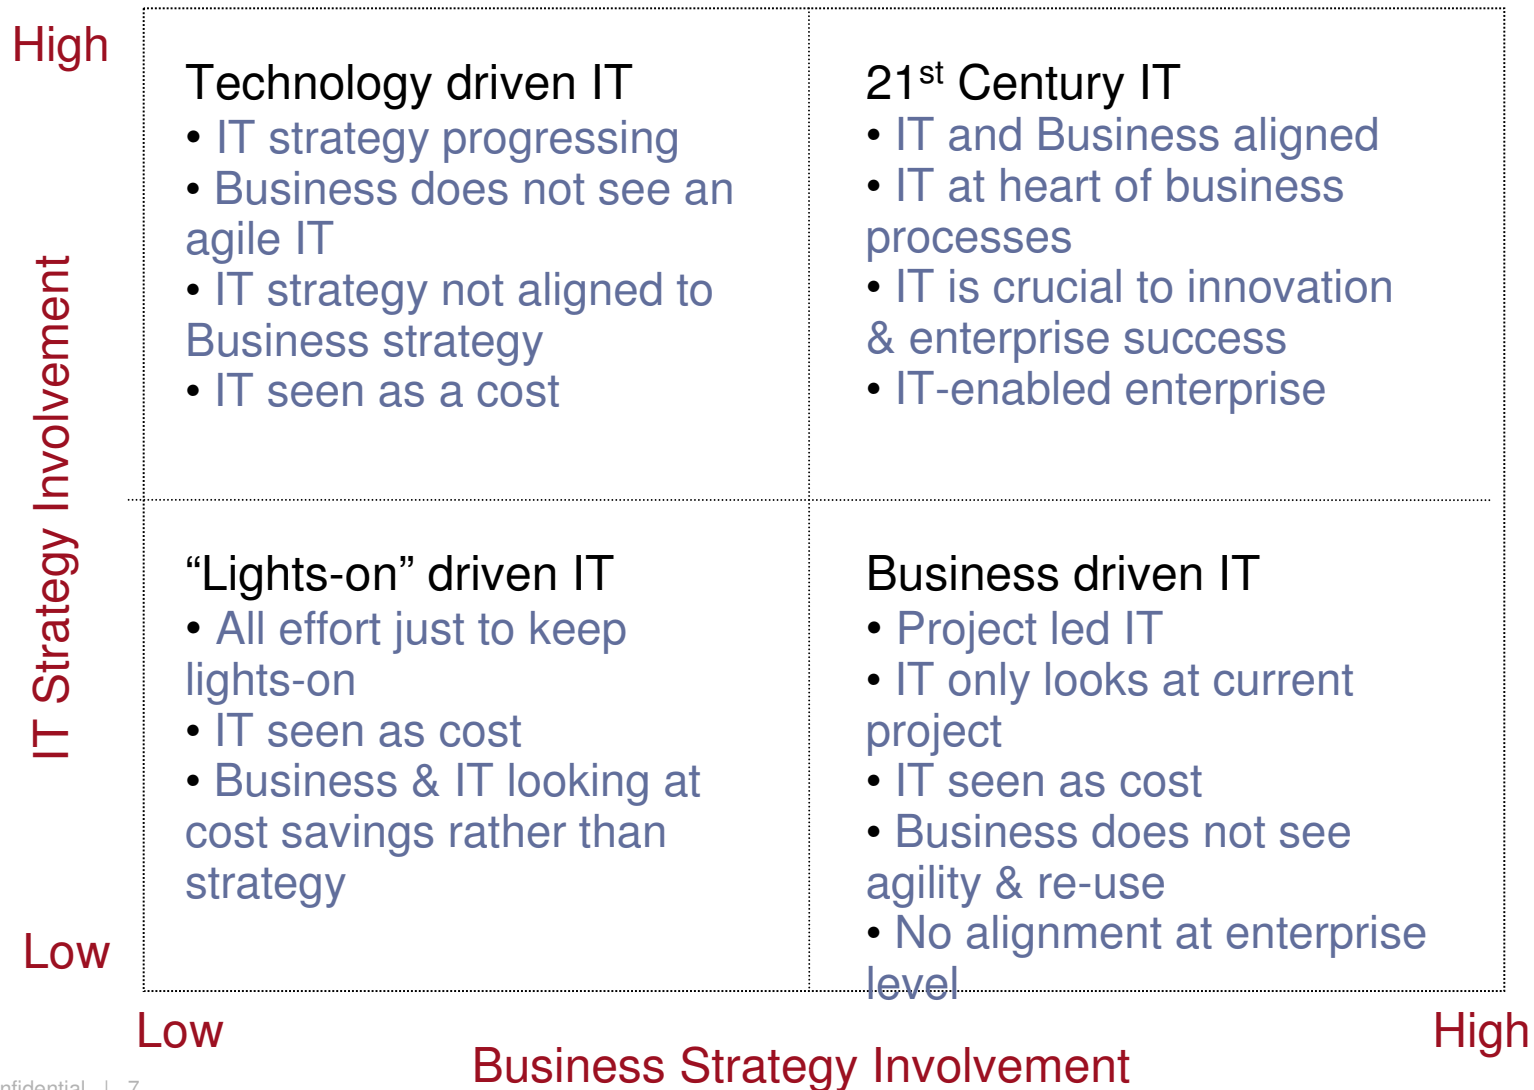 High
Technology driven IT
• IT strategy progressing
• Business does not see an
agile IT
• IT strategy not aligned to
Business strategy
• IT seen as a cost
21st Century IT
• IT and Business aligned
• IT at heart of business
processes
• IT is crucial to innovation
& enterprise success
• IT-enabled enterprise
IT Strategy Involvement
“Lights-on” driven IT
• All effort just to keep
lights-on
• IT seen as cost
• Business & IT looking at
cost savings rather than
strategy
Business driven IT
• Project led IT
• IT only looks at current
project
• IT seen as cost
• Business does not see
agility & re-use
• No alignment at enterprise
level
Low
Low
High
Business Strategy Involvement
nfidential | 7